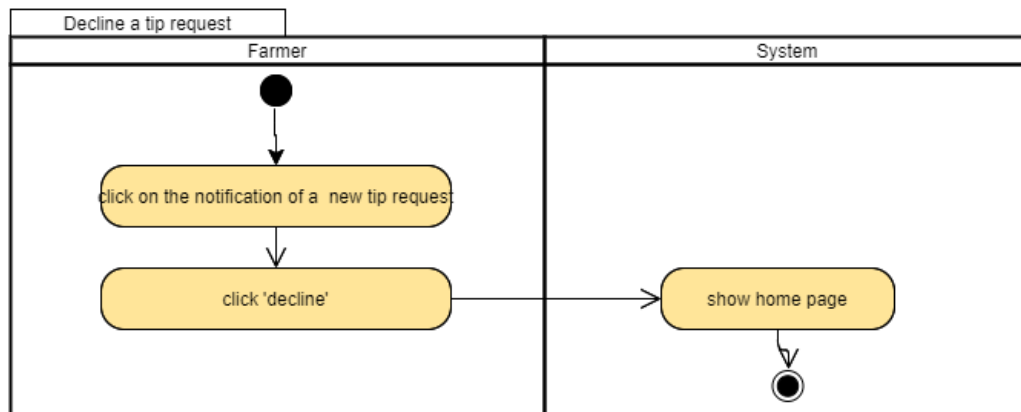 Decline a tip request
Farmer
System
click on the notification of a  new tip request
click 'decline'
show home page